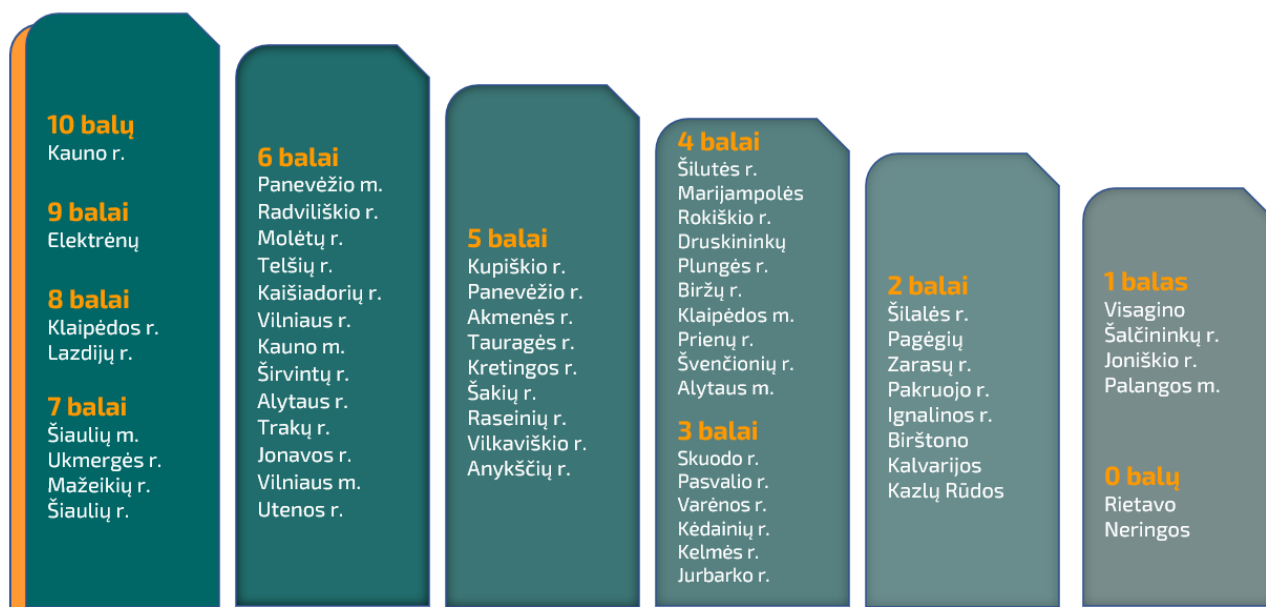 10 balų
Kauno r.
9 balai
Elektrėnų
8 balai
Klaipėdos r.
Lazdijų r.
7 balai
Šiaulių m.
Ukmergės r.
Mažeikių r.
Šiaulių r.
6 balai
Panevėžio m.
Radviliškio r.
Molėtų r.
Telšių r.
Kaišiadorių r.
Vilniaus r.
Kauno m.
Širvintų r.
Alytaus r.
Trakų r.
Jonavos r.
Vilniaus m.
Utenos r.
5 balai
Kupiškio r.
Panevėžio r.
Akmenės r.
Tauragės r.
Kretingos r.
Šakių r.
Raseinių r.
Vilkaviškio r.
Anykščių r.
4 balai
Šilutės r.
Marijampolės
Rokiškio r.
Druskininkų
Plungės r.
Biržų r.
Klaipėdos m.
Prienų r.
Švenčionių r.
Alytaus m.
3 balai
Skuodo r.
Pasvalio r.
Varėnos r.
Kėdainių r.
Kelmės r.
Jurbarko r.
2 balai
Šilalės r.
Pagėgių
Zarasų r.
Pakruojo r.
Ignalinos r.
Birštono
Kalvarijos
Kazlų Rūdos
1 balas
Visagino
Šalčininkų r.
Joniškio r.
Palangos m.
0 balų
Rietavo
Neringos